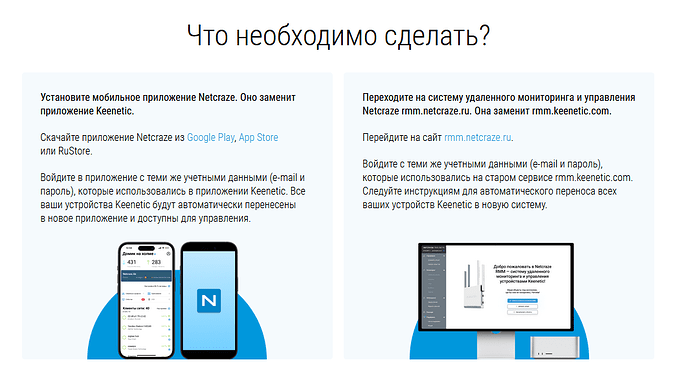 Что необходимо сделать?
Установите мобильное приложение Netcraze. Оно заменит
приложение Keenetic.
Скачайте приложение Netcraze из Google Play, App Store
или RuStore.
Войдите в приложение с теми же учетными данными (e-mail и
пароль), которые использовались в приложении Keenetic. Все
ваши устройства Keenetic будут автоматически перенесены
в новое приложение и доступны для управления.
Переходите на систему удаленного мониторинга и управления
Netcraze rmm.netcraze.ru. Она заменит rmm.keenetic.com.
Перейдите на сайт rmm.netcraze.ru.
Войдите с теми же учетными данными (e-mail и пароль),
которые использовались на старом сервисе rmm.keenetic.com.
Следуйте инструкциям для автоматического переноса всех
ваших устройств Keenetic в новую систему.
Домик на холме
431
283
Клиенты сети: 40
N
Добро пожаловать в Netcraze
RMM – систему удаленного
мониторинга и управления
устройствами Keenetic!